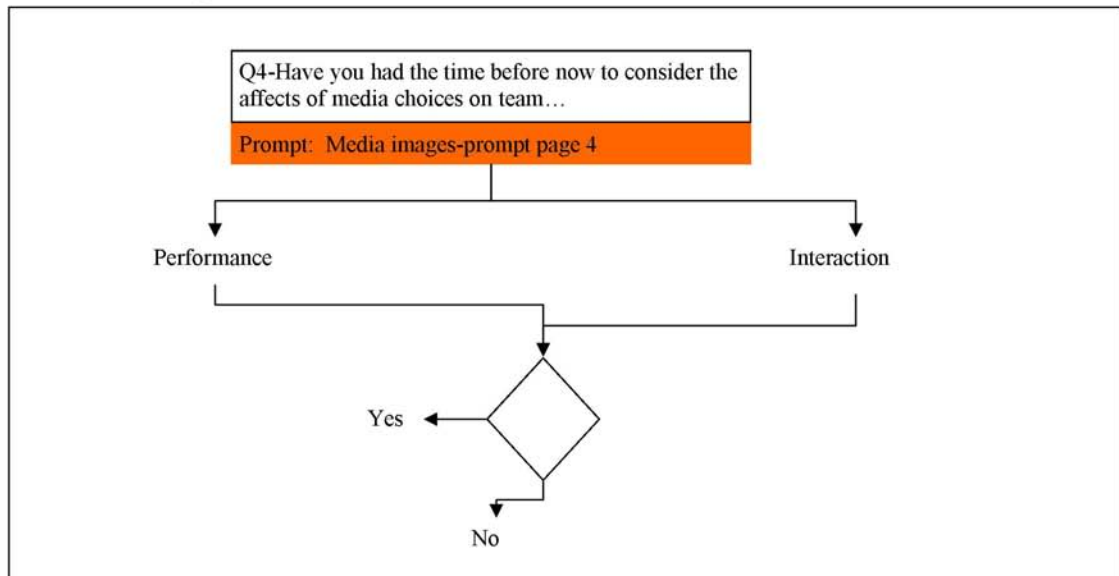 Q4-Have you had the time before now to consider the
affects of media choices on team…
Prompt:  Media images-prompt page 4
Performance
Interaction
Yes
No